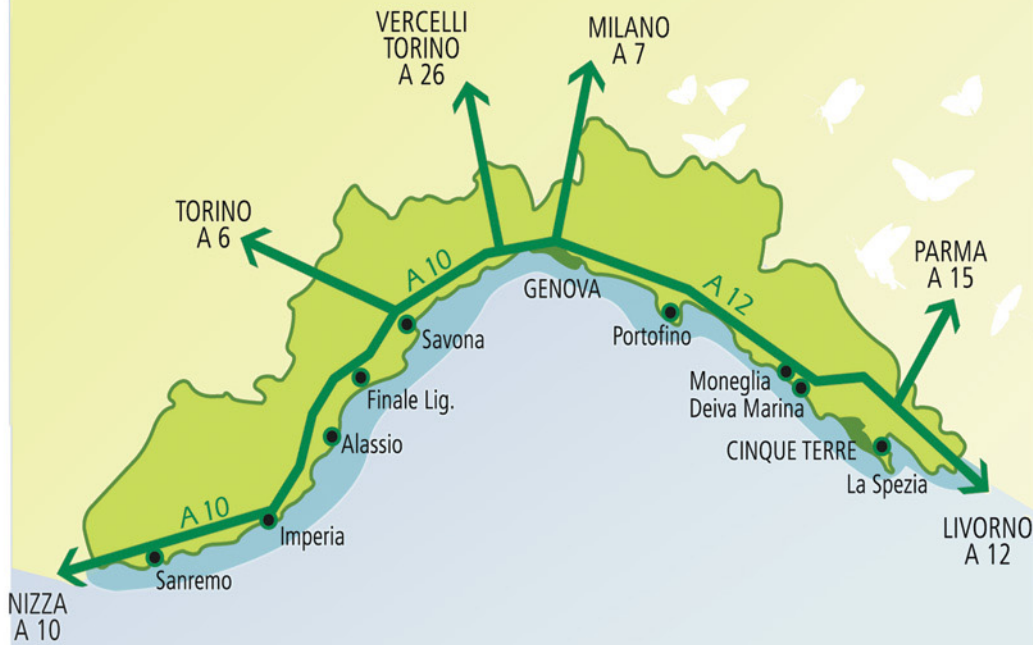 VERCELLI
TORINO
A 26
MILANO
A 7
TORINO
A 6
PARMA
A 15
A 10
A 12
GENOVA
Savona
Portofino
Finale Lig.
Moneglia
Deiva Marina
Alassio
CINQUE TERRE
La Spezia
A 10
Imperia
Sanremo
LIVORNO
A 12
NIZZA
A 10